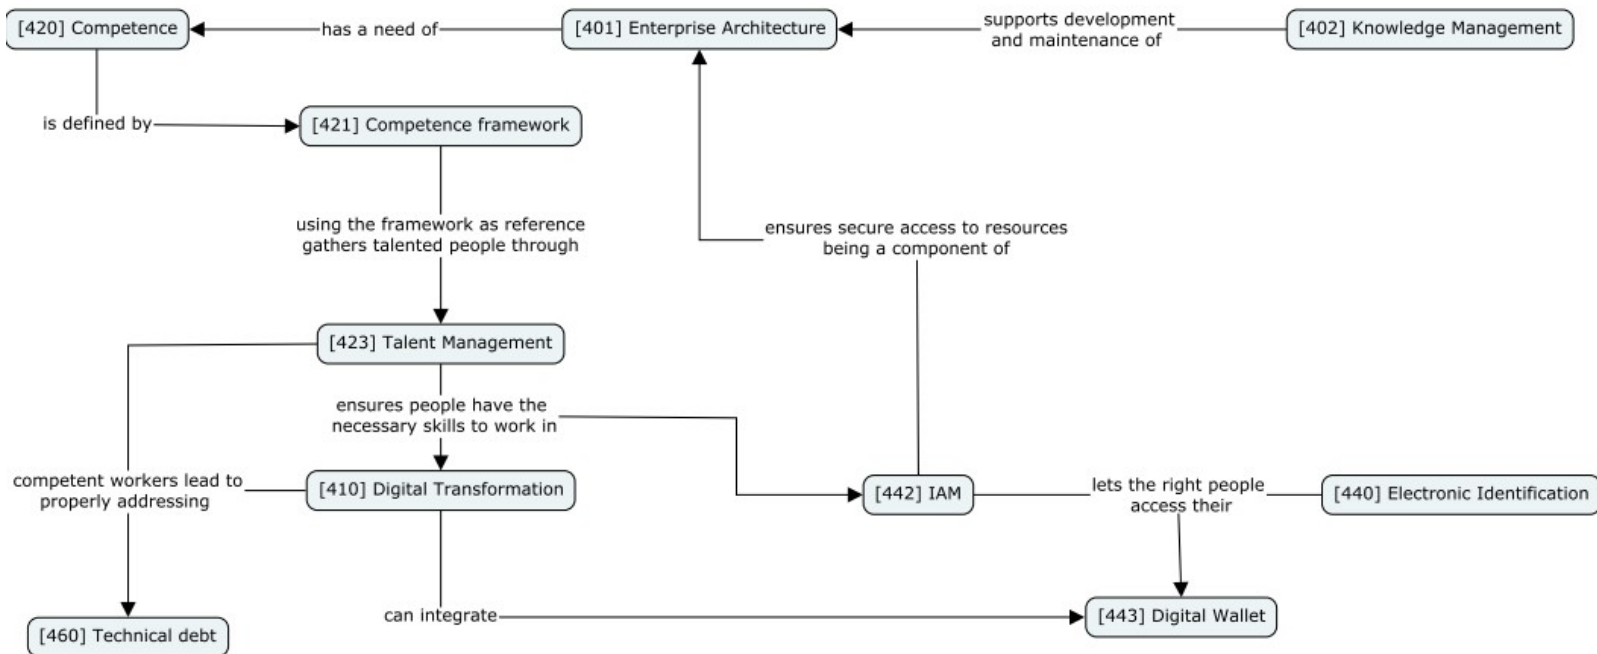 [420] Competence
has a need of
[401] Enterprise Architecture
supports development
and maintenance of
[402] Knowledge Management
is defined by
[421] Competence framework
using the framework as reference
gathers talented people through
ensures secure access to resources
being a component of
[423] Talent Management
ensures people have the
necessary skills to work in
competent workers lead to
properly addressing
[410] Digital Transformation
[442] IAM
lets the right people
access their
[440] Electronic Identification
can integrate
[443] Digital Wallet
[460] Technical debt